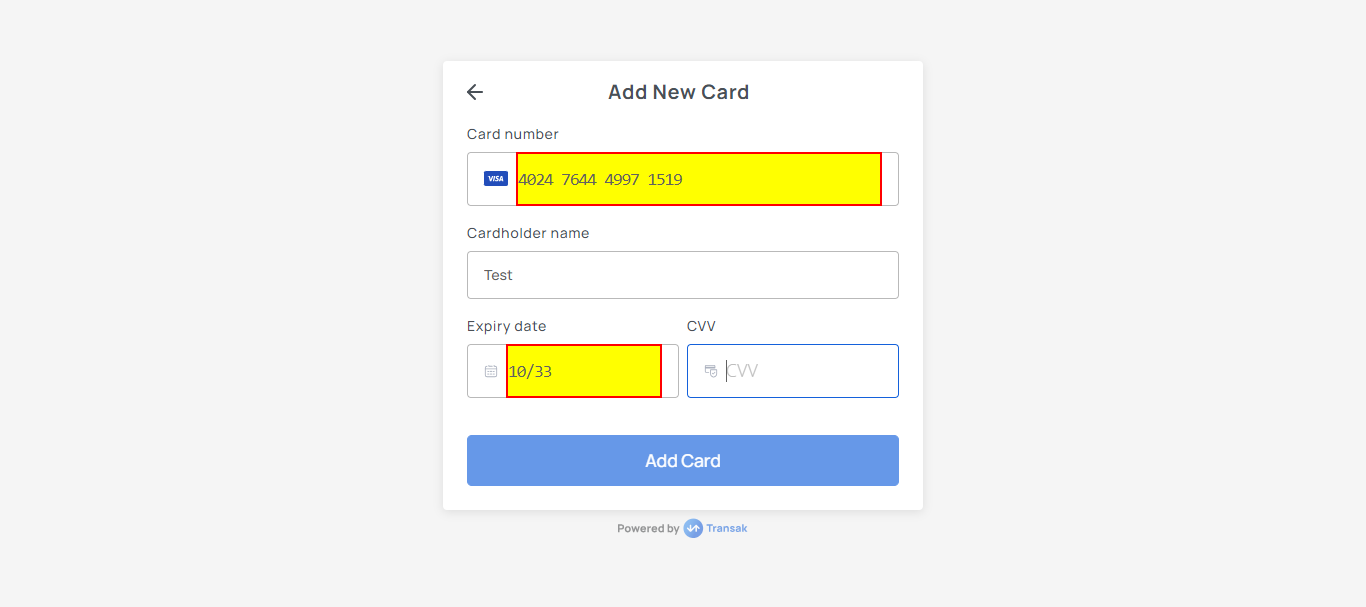 Add New Card
Card number
VISA 4024 7644 4997 1519
Cardholder name
Test
Expiry date CVV
10/33 CVV
Add Card
Powered by Transak